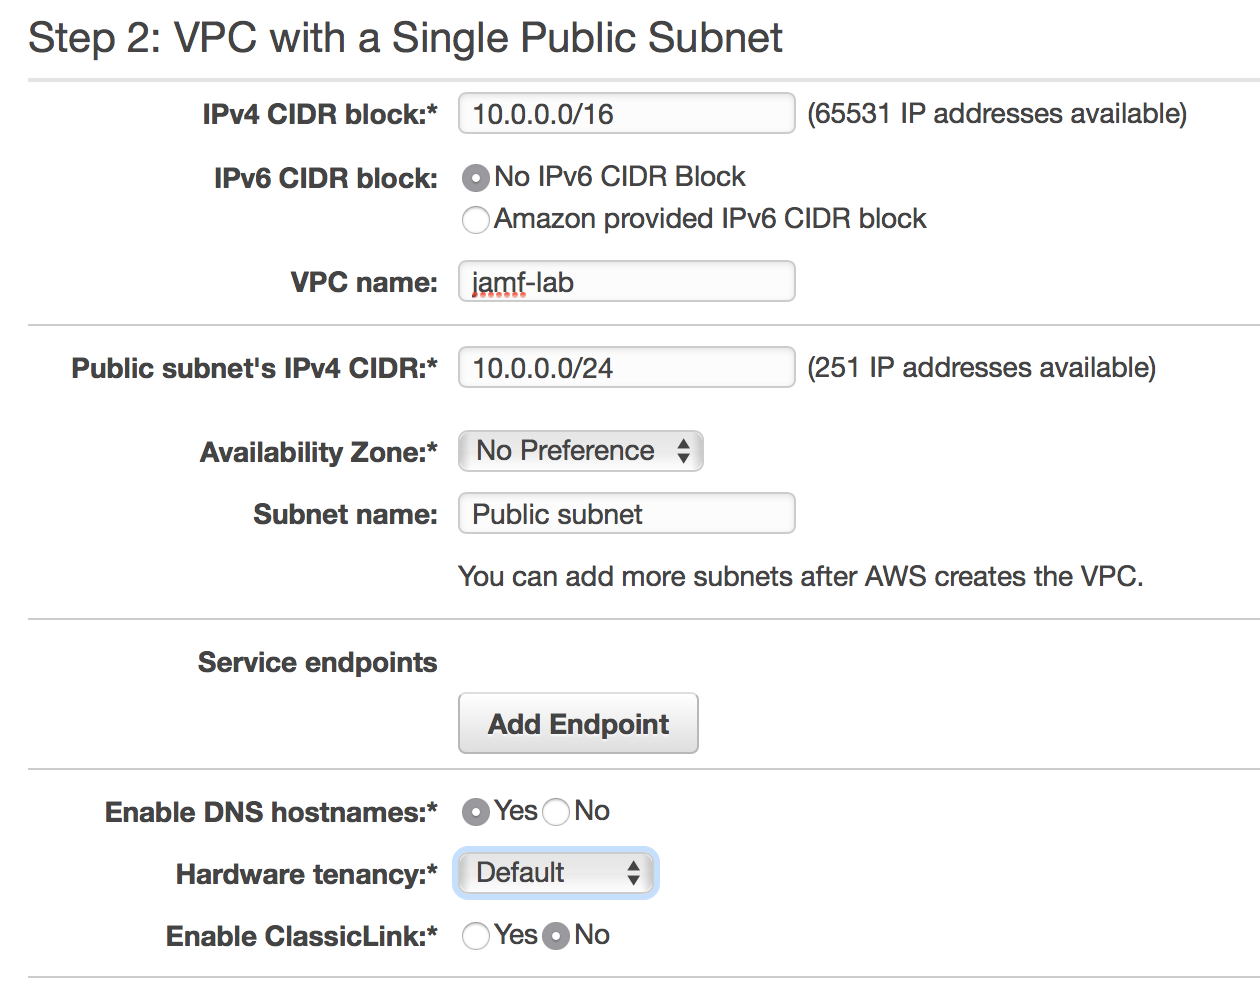 Step 2: VPC with a Single Public Subnet
IPv4 CIDR block:* 10.0.0.0/16 (65531 IP addresses available)
IPv6 CIDR block: No IPv6 CIDR Block
Amazon provided IPv6 CIDR block
VPC name: jamf-lab
Public subnet's IPv4 CIDR:* 10.0.0.0/24 (251 IP addresses available)
Availability Zone:* No Preference
Subnet name: Public subnet
You can add more subnets after AWS creates the VPC.
Service endpoints
Add Endpoint
Enable DNS hostnames:* Yes No
Hardware tenancy:* Default
Enable ClassicLink:* Yes No